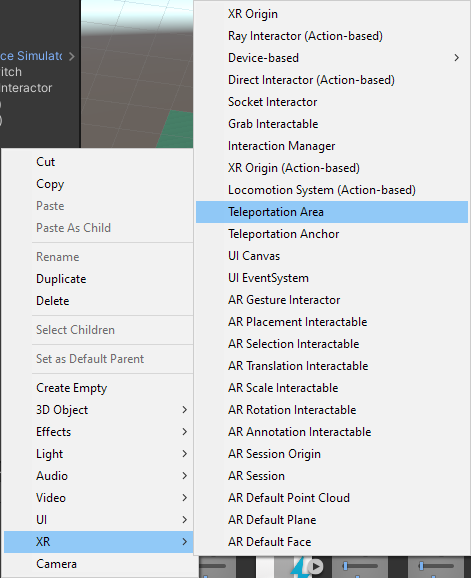 ce Simulato
itch
nteractor
)
)
Cut
Copy
Paste
Paste As Child
Rename
Duplicate
Delete
Select Children
Set as Default Parent
Create Empty
3D Object
Effects
Light
Audio
Video
UI
XR
Camera
XR Origin
Ray Interactor (Action-based)
Device-based
Direct Interactor (Action-based)
Socket Interactor
Grab Interactable
Interaction Manager
XR Origin (Action-based)
Locomotion System (Action-based)
Teleportation Area
Teleportation Anchor
UI Canvas
UI EventSystem
AR Gesture Interactor
AR Placement Interactable
AR Selection Interactable
AR Translation Interactable
AR Scale Interactable
AR Rotation Interactable
AR Annotation Interactable
AR Session Origin
AR Session
AR Default Point Cloud
AR Default Plane
AR Default Face